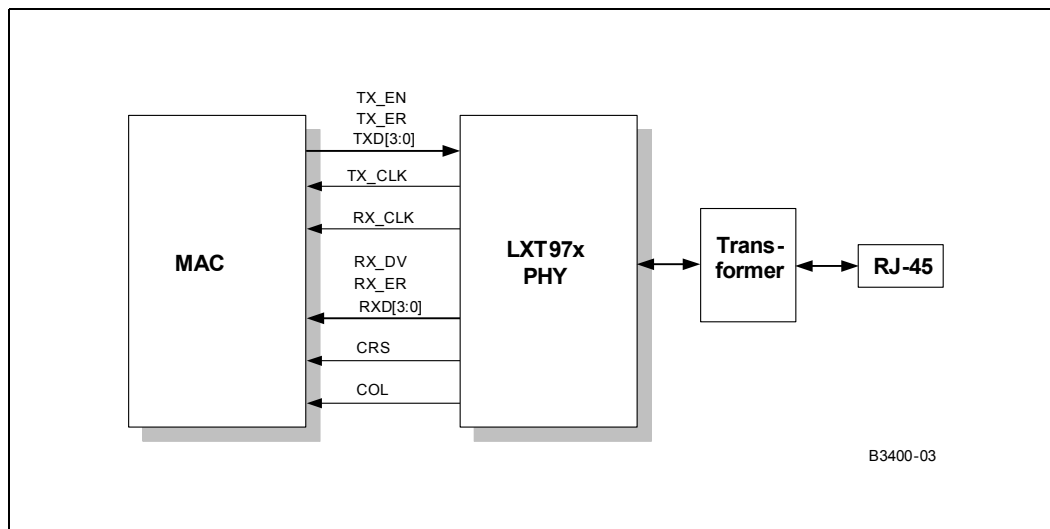 TX_EN
TX_ER
TXD[3:0]
TX_CLK
RX_CLK
MAC
RX_DV
RX_ER
RXD[3:0]
CRS
COL
LXT97x
PHY
Trans-
former
RJ-45
B3400-03